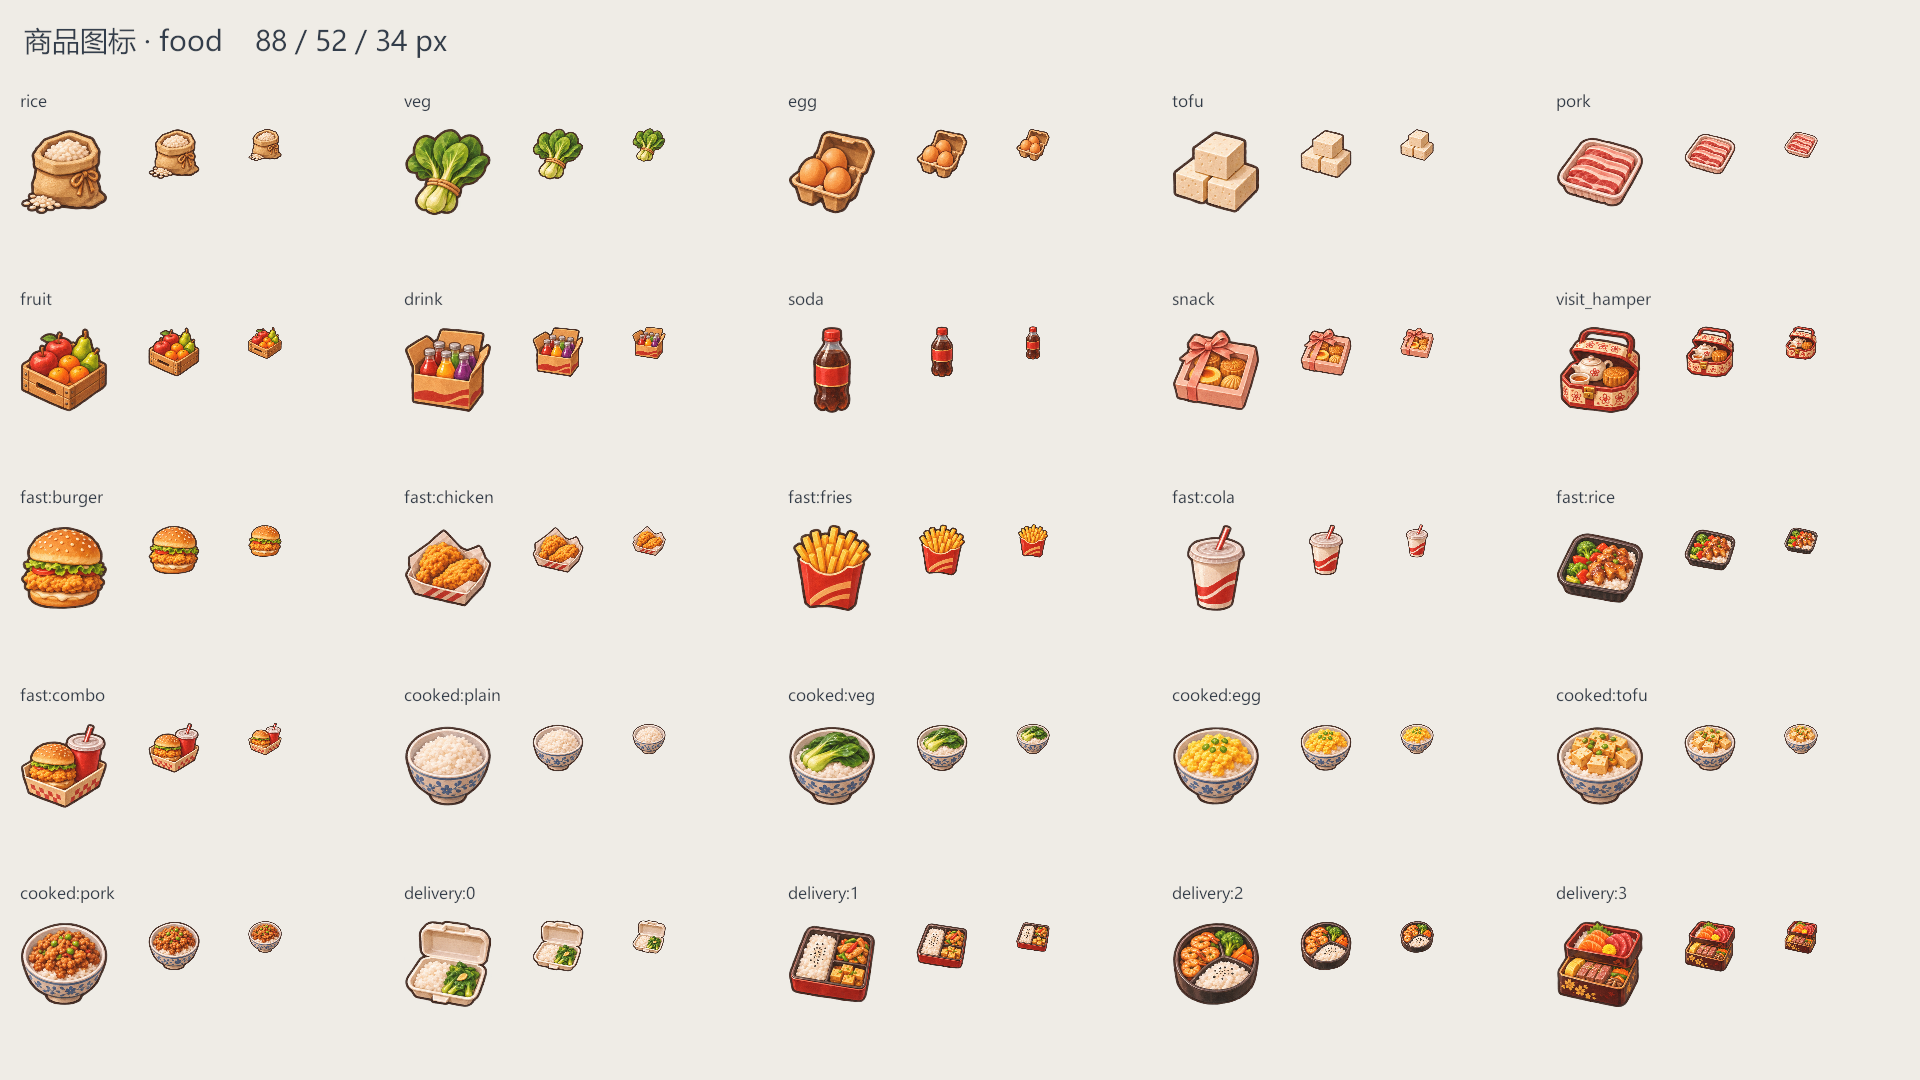 商品图标 · food 88 / 52 / 34 px
rice
veg
egg
tofu
pork
fruit
drink
soda
snack
visit_hamper
fast:burger
fast:chicken
fast:fries
fast:cola
fast:rice
fast:combo
cooked:plain
cooked:veg
cooked:egg
cooked:tofu
cooked:pork
delivery:0
delivery:1
delivery:2
delivery:3